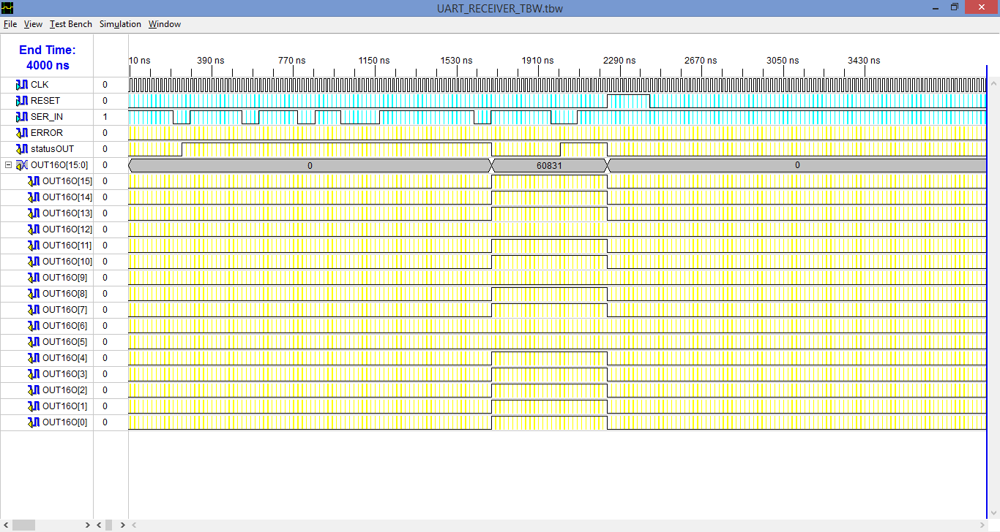 UART_RECEIVER_TBW.tbw
File View Test Bench Simulation Window
End Time:
4000 ns
10 ns 390 ns 770 ns 1150 ns 1530 ns 1910 ns 2290 ns 2670 ns 3050 ns 3430 ns
CLK 0
RESET 0
SER_IN 1
ERROR 0
statusOUT 0
OUT16O[15:0] 0 0 60831 0
OUT16O[15] 0
OUT16O[14] 0
OUT16O[13] 0
OUT16O[12] 0
OUT16O[11] 0
OUT16O[10] 0
OUT16O[9] 0
OUT16O[8] 0
OUT16O[7] 0
OUT16O[6] 0
OUT16O[5] 0
OUT16O[4] 0
OUT16O[3] 0
OUT16O[2] 0
OUT16O[1] 0
OUT16O[0] 0